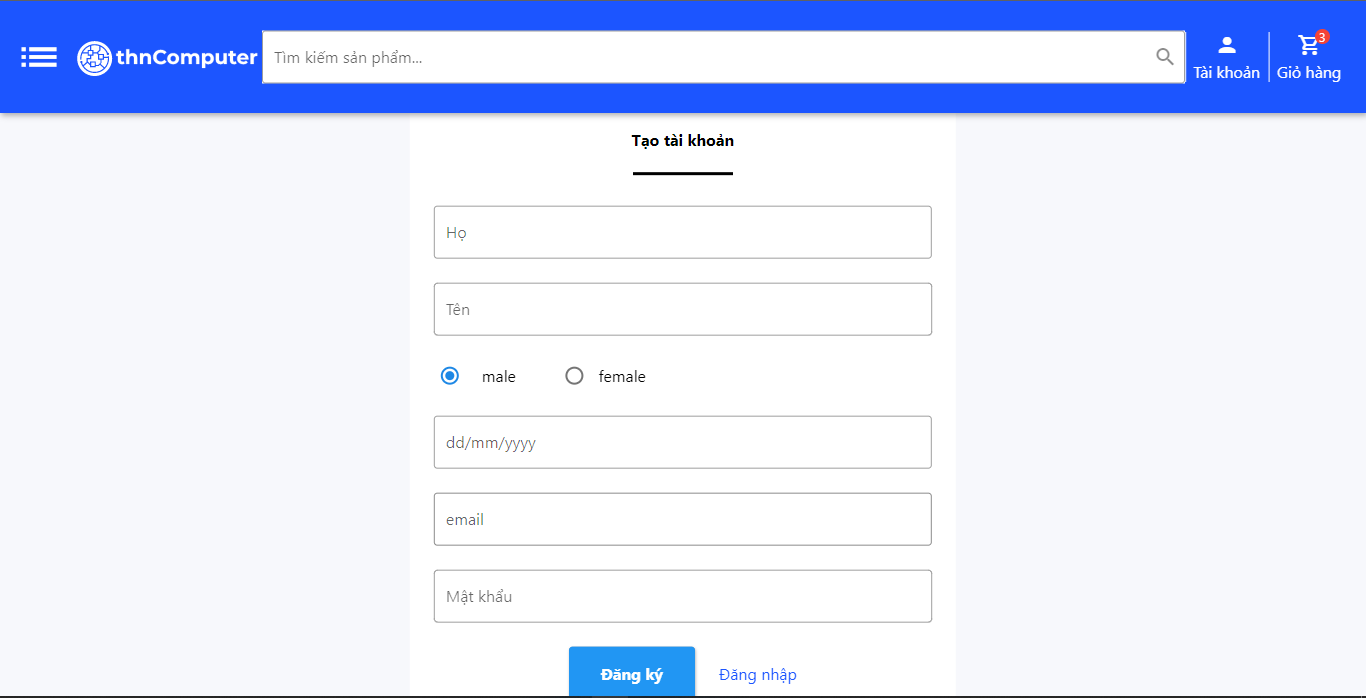 thnComputer
Tìm kiếm sản phẩm...
Tài khoản
3
Giỏ hàng
Tạo tài khoản
Họ
Tên
male female
dd/mm/yyyy
email
Mật khẩu
Đăng ký Đăng nhập